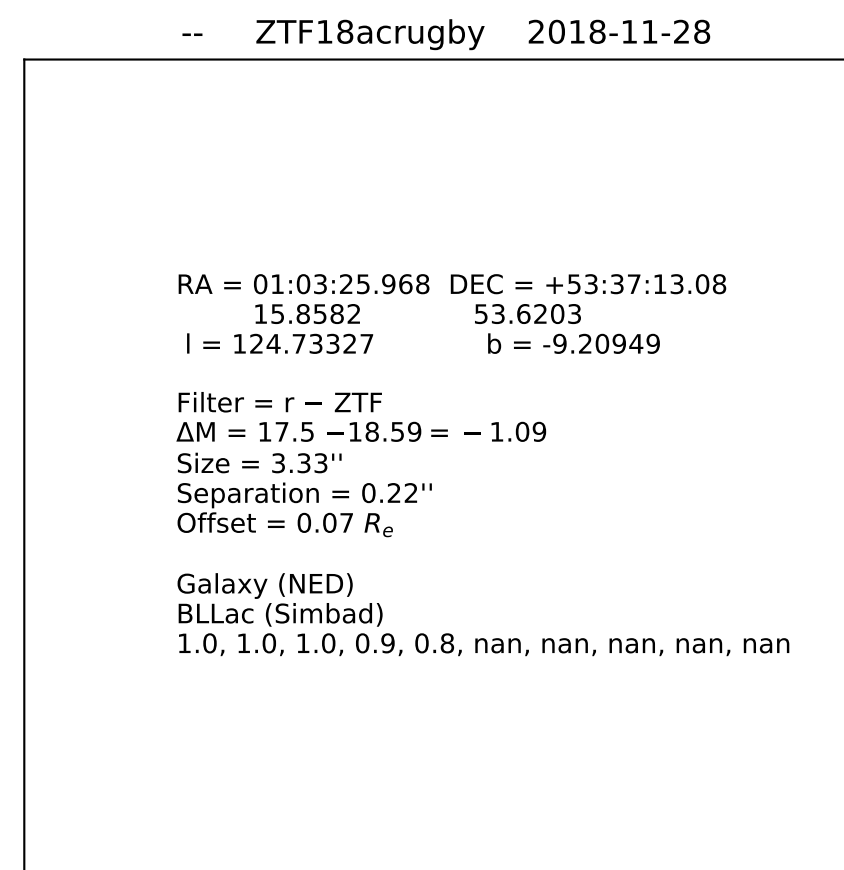 -- ZTF18acrugby 2018-11-28
RA = 01:03:25.968 DEC = +53:37:13.08
15.8582 53.6203
l = 124.73327 b = -9.20949
Filter = r − ZTF
ΔM = 17.5 −18.59 = − 1.09
Size = 3.33''
Separation = 0.22''
Offset = 0.07 Re
Galaxy (NED)
BLLac (Simbad)
1.0, 1.0, 1.0, 0.9, 0.8, nan, nan, nan, nan, nan